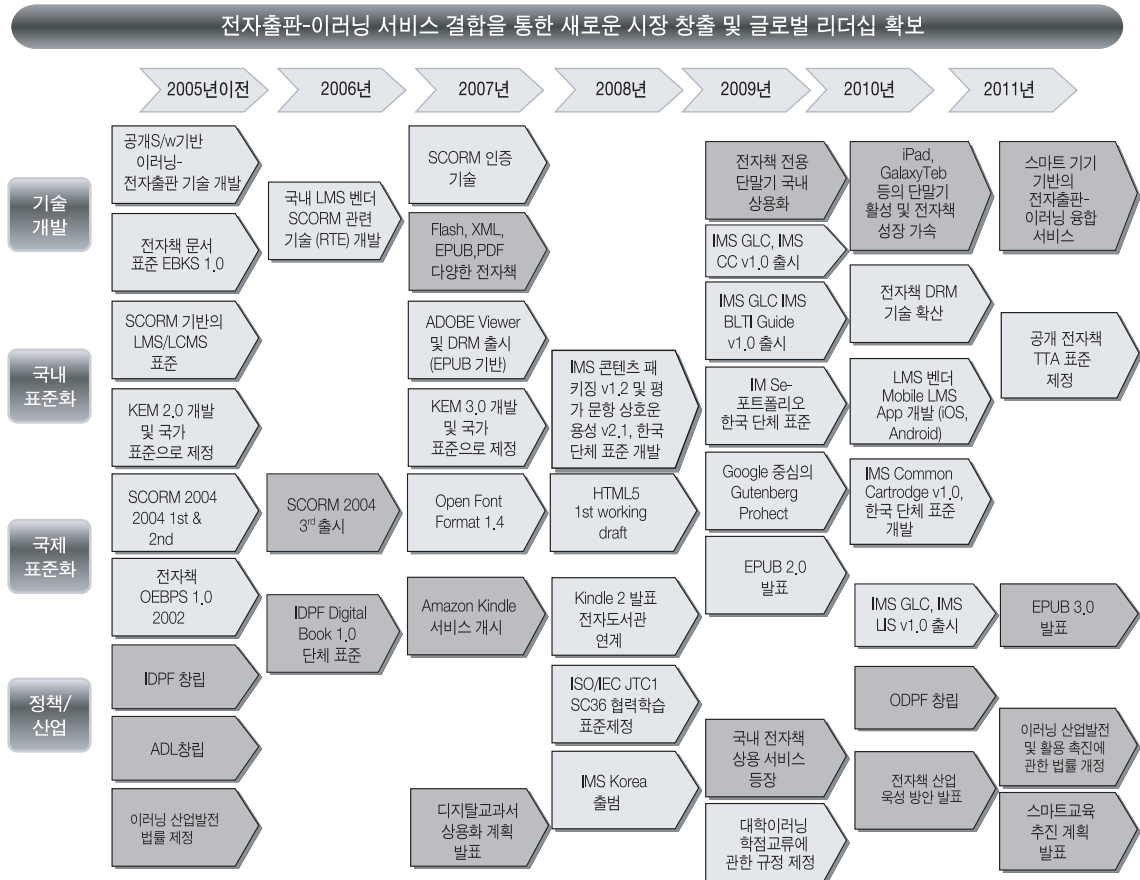 전자출판-이러닝 서비스 결합을 통한 새로운 시장 창출 및 글로벌 리더십 확보
2005년이전
2006년
2007년
2008년
2009년
2010년
2011년
기술
개발
국내
표준화
국제
표준화
정책/
산업
공개S/w기반
이러닝-
전자출판 기술 개발
전자책 문서
표준 EBKS 1.0
SCORM 기반의
LMS/LCMS
표준
KEM 2.0 개발
및 국가
표준으로 제정
SCORM 2004
2004 1st &
2nd
전자책
OEBPS 1.0
2002
IDPF 창립
ADL창립
이러닝 산업발전
법률 제정
국내 LMS 벤더
SCORM 관련
기술 (RTE) 개발
SCORM 2004
3rd 출시
IDPF Digital
Book 1.0
단체 표준
SCORM 인증
기술
Flash, XML,
EPUB,PDF
다양한 전자책
ADOBE Viewer
및 DRM 출시
(EPUB 기반)
KEM 3.0 개발
및 국가
표준으로 제정
Open Font
Format 1.4
Amazon Kindle
서비스 개시
디지탈교과서
상용화 계획
발표
IMS 콘텐츠 패
키징 v1.2 및 평
가 문항 상호운
용성 v2.1, 한국
단체 표준 개발
HTML5
1st working
draft
Kindle 2 발표
전자도서관
연계
ISO/IEC JTC1
SC36 협력학습
표준제정
IMS Korea
출범
전자책 전용
단말기 국내
상용화
IMS GLC, IMS
CC v1.0 출시
IMS GLC IMS
BLTI Guide
v1.0 출시
IM Se-
포트폴리오
한국 단체 표준
Google 중심의
Gutenberg
Prohect
EPUB 2.0
발표
국내 전자책
상용 서비스
등장
대학이러닝
학점교류에
관한 규정 제정
iPad,
GalaxyTeb
등의 단말기
활성 및 전자책
성장 가속
전자책 DRM
기술 확산
LMS 벤더
Mobile LMS
App 개발 (iOS,
Android)
IMS Common
Cartrodge v1.0,
한국 단체 표준
개발
IMS GLC, IMS
LIS v1.0 출시
ODPF 창립
전자책 산업
육성 방안 발표
스마트 기기
기반의
전자출판-
이러닝 융합
서비스
공개 전자책
TTA 표준
제정
EPUB 3.0
발표
이러닝 산업발전
및 활용 촉진에
관한 법률 개정
스마트교육
추진 계획
발표